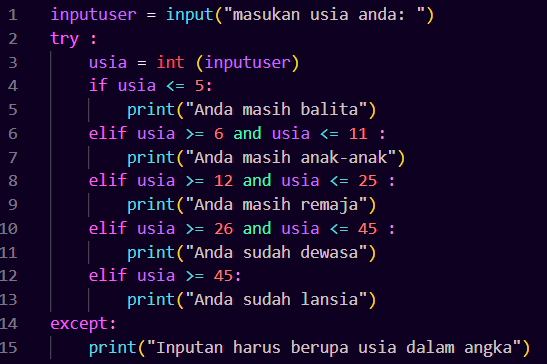 1 inputuser = input("masukan usia anda: ")
2 try :
3     usia = int (inputuser)
4     if usia <= 5:
5         print("Anda masih balita")
6     elif usia >= 6 and usia <= 11 :
7         print("Anda masih anak-anak")
8     elif usia >= 12 and usia <= 25 :
9         print("Anda masih remaja")
10     elif usia >= 26 and usia <= 45 :
11         print("Anda sudah dewasa")
12     elif usia >= 45:
13         print("Anda sudah lansia")
14 except:
15     print("Inputan harus berupa usia dalam angka")